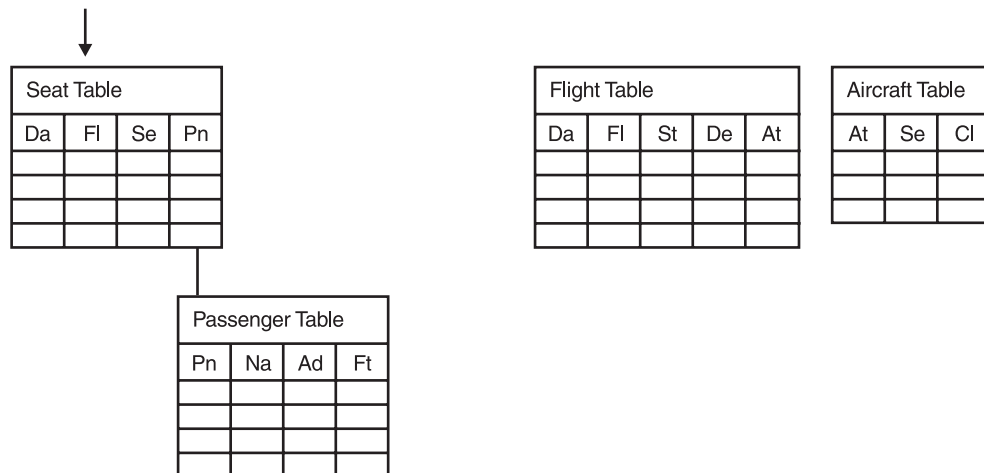 Seat Table
Da Fl Se Pn
Flight Table
Da Fl St De At
Aircraft Table
At Se Cl
Passenger Table
Pn Na Ad Ft